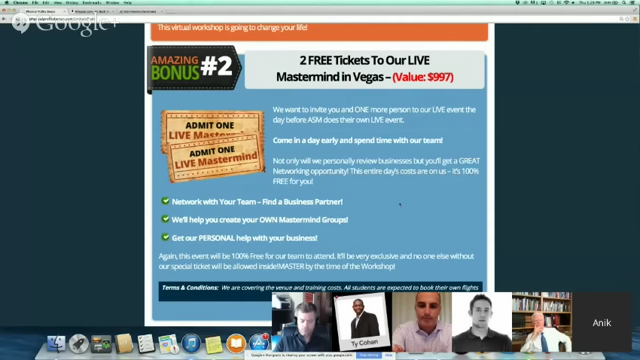 Google+
This virtual workshop is going to change your life!
AMAZING
BONUS #2
2 FREE Tickets To Our LIVE
Mastermind in Vegas – (Value: $997)
ADMIT ONE
LIVE Mastermind
ADMIT ONE
LIVE Mastermind
We want to invite you and ONE more person to our LIVE event the
day before ASM does their own LIVE event.
Come in a day early and spend time with our team!
Not only will we personally review businesses but you'll get a GREAT
Networking opportunity! This entire day's costs are on us – it's 100%
FREE for you!
Network with Your Team – Find a Business Partner!
We'll help you create your OWN Mastermind Groups!
Get our PERSONAL help with your business!
Again, this event will be 100% Free for our team to attend. It'll be very exclusive and no one else without
our special ticket will be allowed inside!MASTER by the time of the Workshop!
Terms & Conditions: We are covering the venue and training costs. All students are expected to book their own flights
Ty Cohan
Anik